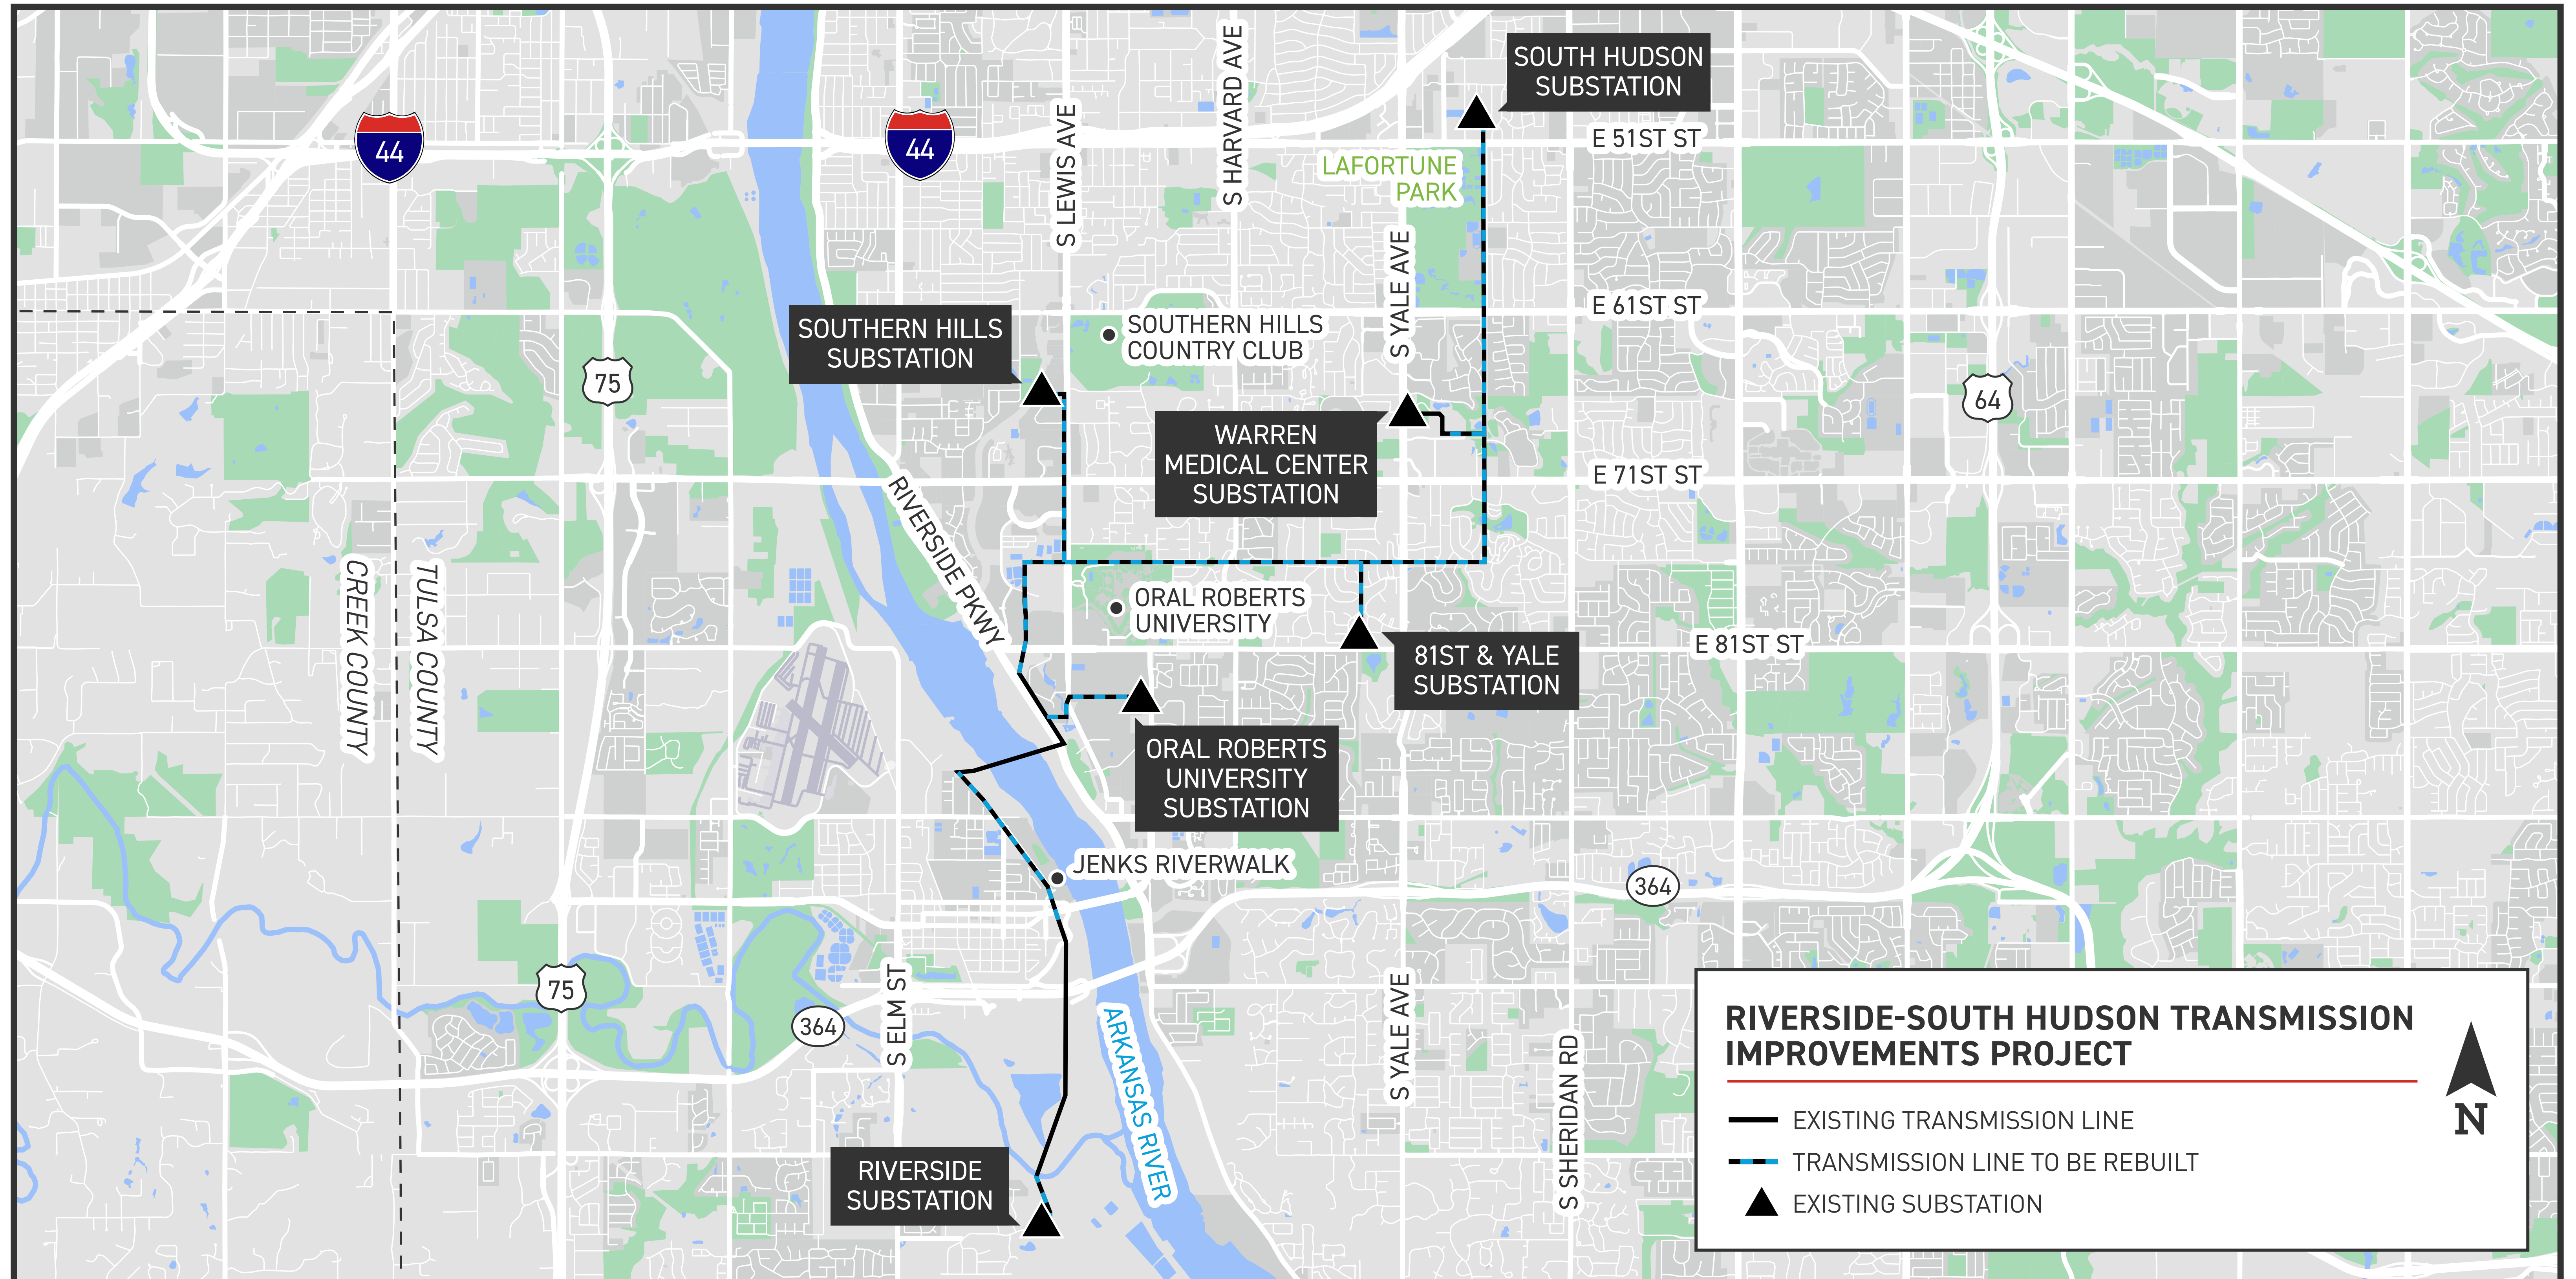 SOUTH HUDSON
SUBSTATION
44
44
S LEWIS AVE
S HARVARD AVE
E 51ST ST
LAFORTUNE
PARK
S YALE AVE
E 61ST ST
SOUTHERN HILLS
SUBSTATION
SOUTHERN HILLS
COUNTRY CLUB
75
64
WARREN
MEDICAL CENTER
SUBSTATION
E 71ST ST
RIVERSIDE PKWY
CREEK COUNTY
TULSA COUNTY
ORAL ROBERTS
UNIVERSITY
81ST & YALE
SUBSTATION
E 81ST ST
ORAL ROBERTS
UNIVERSITY
SUBSTATION
JENKS RIVERWALK
364
75
364
S ELM ST
ARKANSAS RIVER
S YALE AVE
S SHERIDAN RD
RIVERSIDE
SUBSTATION
RIVERSIDE-SOUTH HUDSON TRANSMISSION
IMPROVEMENTS PROJECT
N
EXISTING TRANSMISSION LINE
TRANSMISSION LINE TO BE REBUILT
EXISTING SUBSTATION